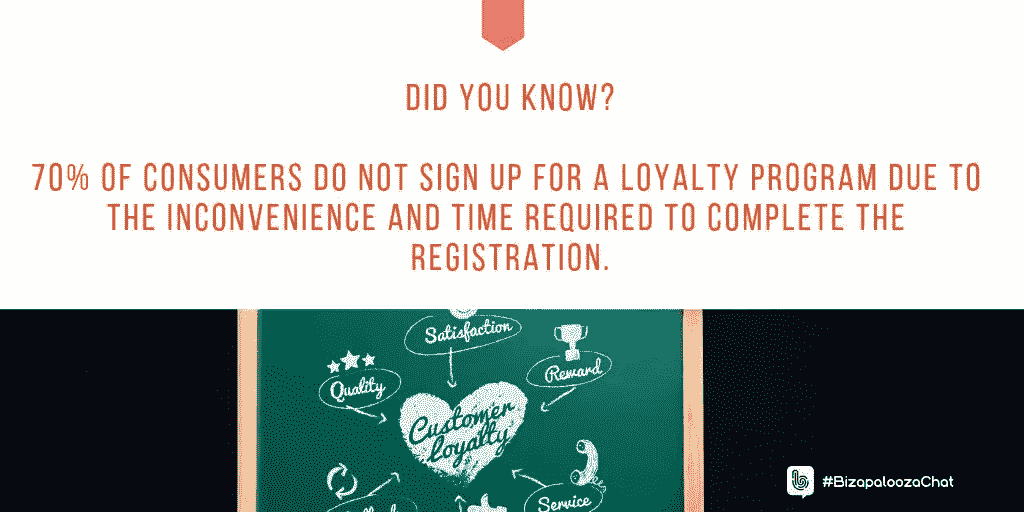 DID YOU KNOW?
70% OF CONSUMERS DO NOT SIGN UP FOR A LOYALTY PROGRAM DUE TO
THE INCONVENIENCE AND TIME REQUIRED TO COMPLETE THE
REGISTRATION.
Satisfaction
Reward
Quality
Customer
loyalty
Service
#BizapaloozaChat